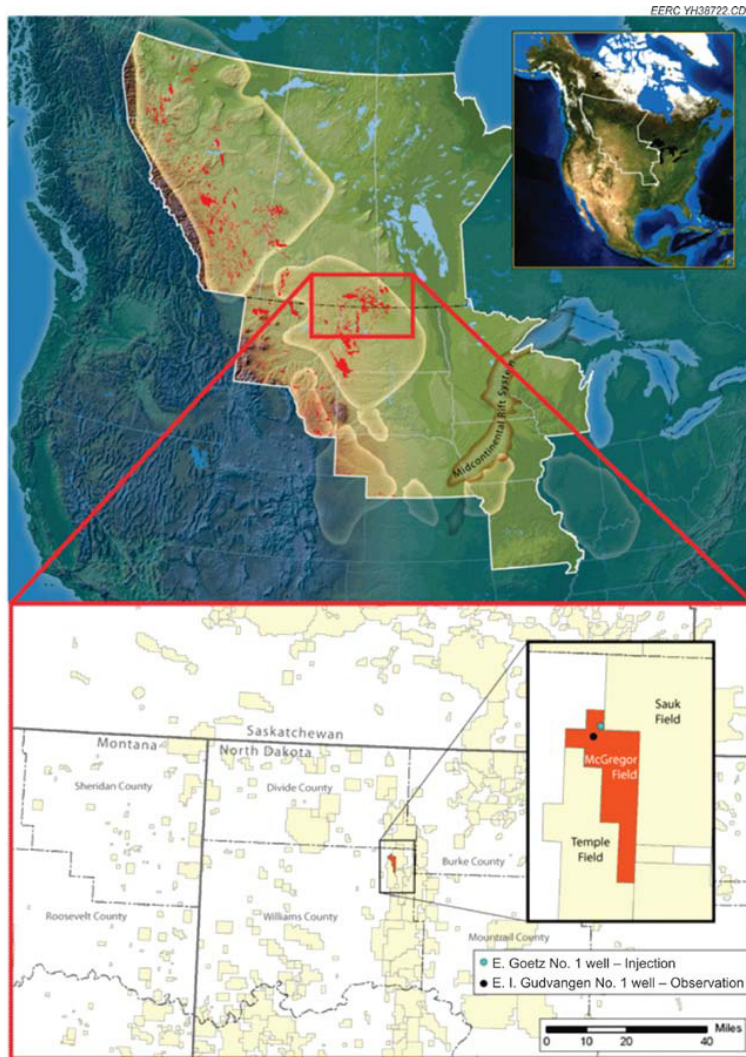 EERC YH38722.CD
Midcontinental Rift System
Saskatchewan
Montana
North Dakota
Sheridan County
Divide County
Burke County
Roosevelt County
Williams County
Mountrail County
Sauk
Field
McGregor
Field
Temple
Field
E. Goetz No. 1 well – Injection
E. I. Gudvangen No. 1 well – Observation
Miles
0 10 20 40